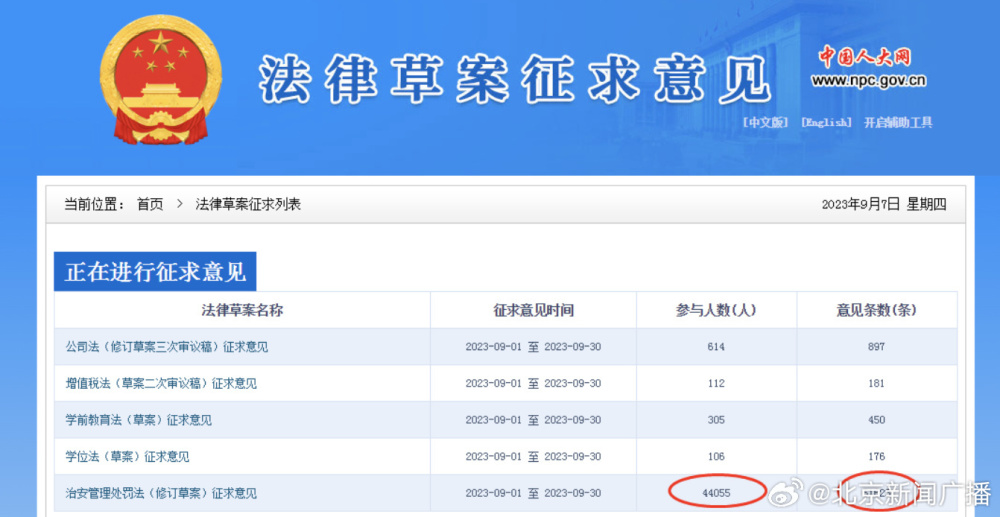 法律草案征求意见
中国人大网
www.npc.gov.cn
[中文版] [English] 开启辅助工具
当前位置： 首页 > 法律草案征求列表 2023年9月7日 星期四
正在进行征求意见
法律草案名称 征求意见时间 参与人数(人) 意见条数(条)
公司法（修订草案三次审议稿）征求意见 2023-09-01 至 2023-09-30 614 897
增值税法（草案二次审议稿）征求意见 2023-09-01 至 2023-09-30 112 181
学前教育法（草案）征求意见 2023-09-01 至 2023-09-30 305 450
学位法（草案）征求意见 2023-09-01 至 2023-09-30 106 176
治安管理处罚法（修订草案）征求意见 2023-09-01 至 2023-09-30 44055
@北京新闻广播